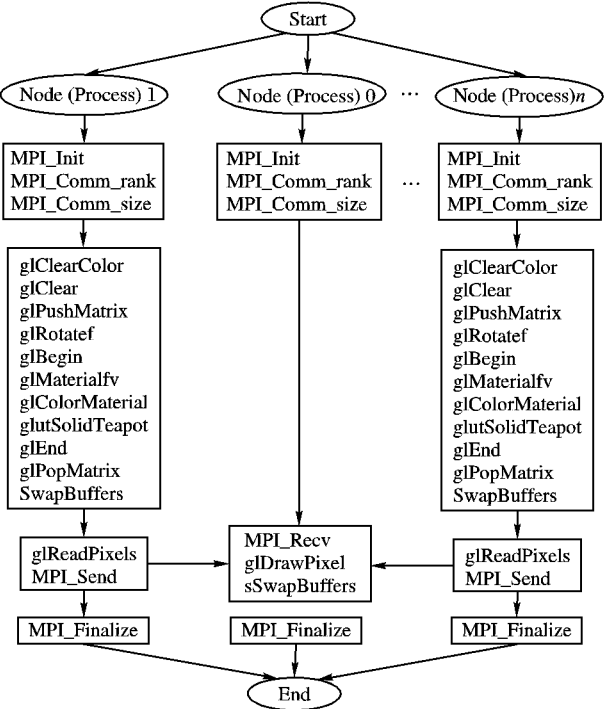 Start
Node (Process) 1
Node (Process) 0
...
Node (Process)n
MPI_Init
MPI_Comm_rank
MPI_Comm_size
MPI_Init
MPI_Comm_rank
MPI_Comm_size
...
MPI_Init
MPI_Comm_rank
MPI_Comm_size
glClearColor
glClear
glPushMatrix
glRotatef
glBegin
glMaterialfv
glColorMaterial
glutSolidTeapot
glEnd
glPopMatrix
SwapBuffers
glClearColor
glClear
glPushMatrix
glRotatef
glBegin
glMaterialfv
glColorMaterial
glutSolidTeapot
glEnd
glPopMatrix
SwapBuffers
glReadPixels
MPI_Send
MPI_Recv
glDrawPixel
sSwapBuffers
glReadPixels
MPI_Send
MPI_Finalize
MPI_Finalize
MPI_Finalize
End